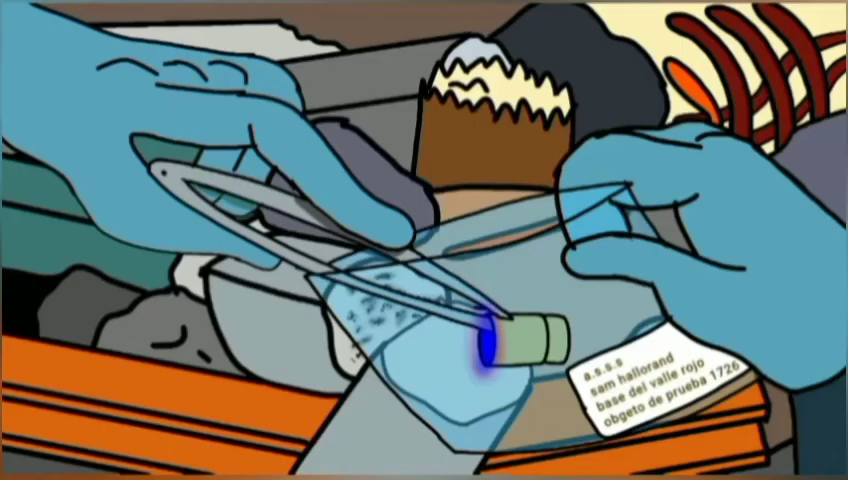 a.s.s.s
sam hallorand
base del valle rojo
obgeto de prueba 1726